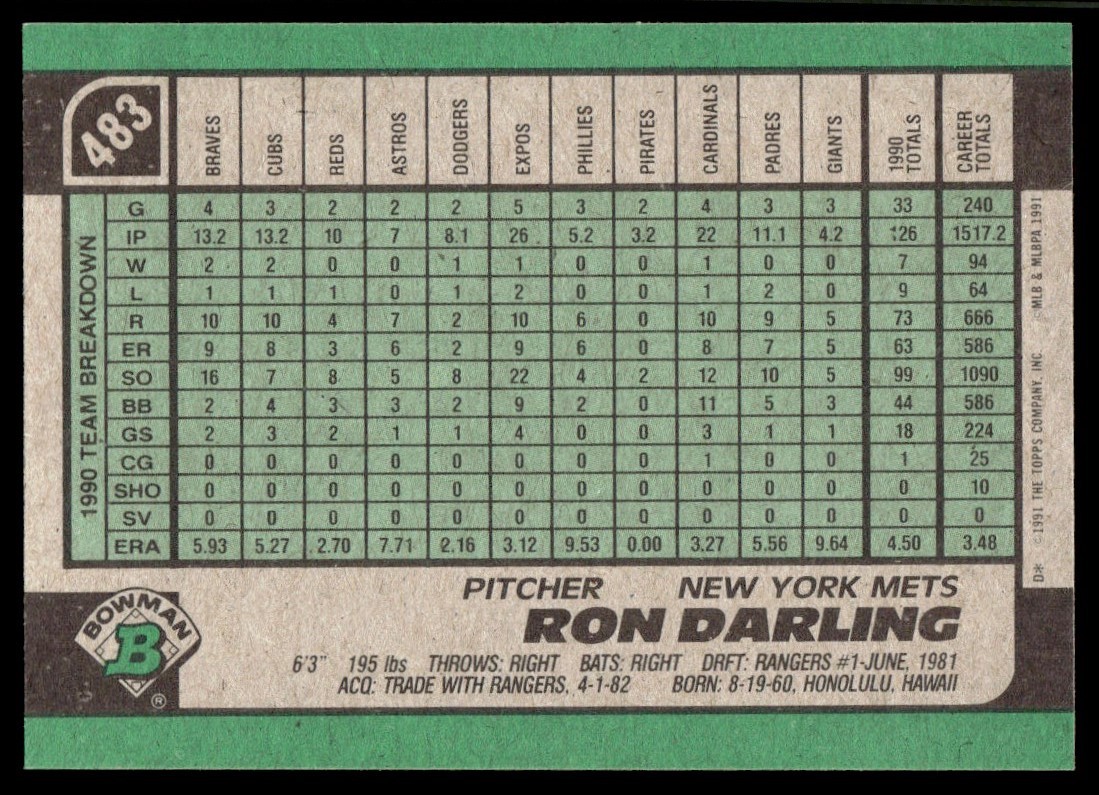 483
BRAVES CUBS REDS ASTROS DODGERS EXPOS PHILLIES PIRATES CARDINALS PADRES GIANTS 1990 TOTALS CAREER TOTALS
1990 TEAM BREAKDOWN
G 4 3 2 2 2 5 3 2 4 3 3 33 240
IP 13.2 13.2 10 7 8.1 26 5.2 3.2 22 11.1 4.2 126 1517.2
W 2 2 0 0 1 1 0 0 1 0 0 7 94
L 1 1 1 0 1 2 0 0 1 2 0 9 64
R 10 10 4 7 2 10 6 0 10 9 5 73 666
ER 9 8 3 6 2 9 6 0 8 7 5 63 586
SO 16 7 8 5 8 22 4 2 12 10 5 99 1090
BB 2 4 3 3 2 9 2 0 11 5 3 44 586
GS 2 3 2 1 1 4 0 0 3 1 1 18 224
CG 0 0 0 0 0 0 0 0 1 0 0 1 25
SHO 0 0 0 0 0 0 0 0 0 0 0 0 10
SV 0 0 0 0 0 0 0 0 0 0 0 0 0
ERA 5.93 5.27 2.70 7.71 2.16 3.12 9.53 0.00 3.27 5.56 9.64 4.50 3.48
D* ©1991 THE TOPPS COMPANY, INC ©MLB & MLBPA 1991
BOWMAN
B
®
PITCHER NEW YORK METS
RON DARLING
6'3" 195 lbs THROWS: RIGHT BATS: RIGHT DRFT: RANGERS #1-JUNE, 1981
ACQ: TRADE WITH RANGERS, 4-1-82 BORN: 8-19-60, HONOLULU, HAWAII